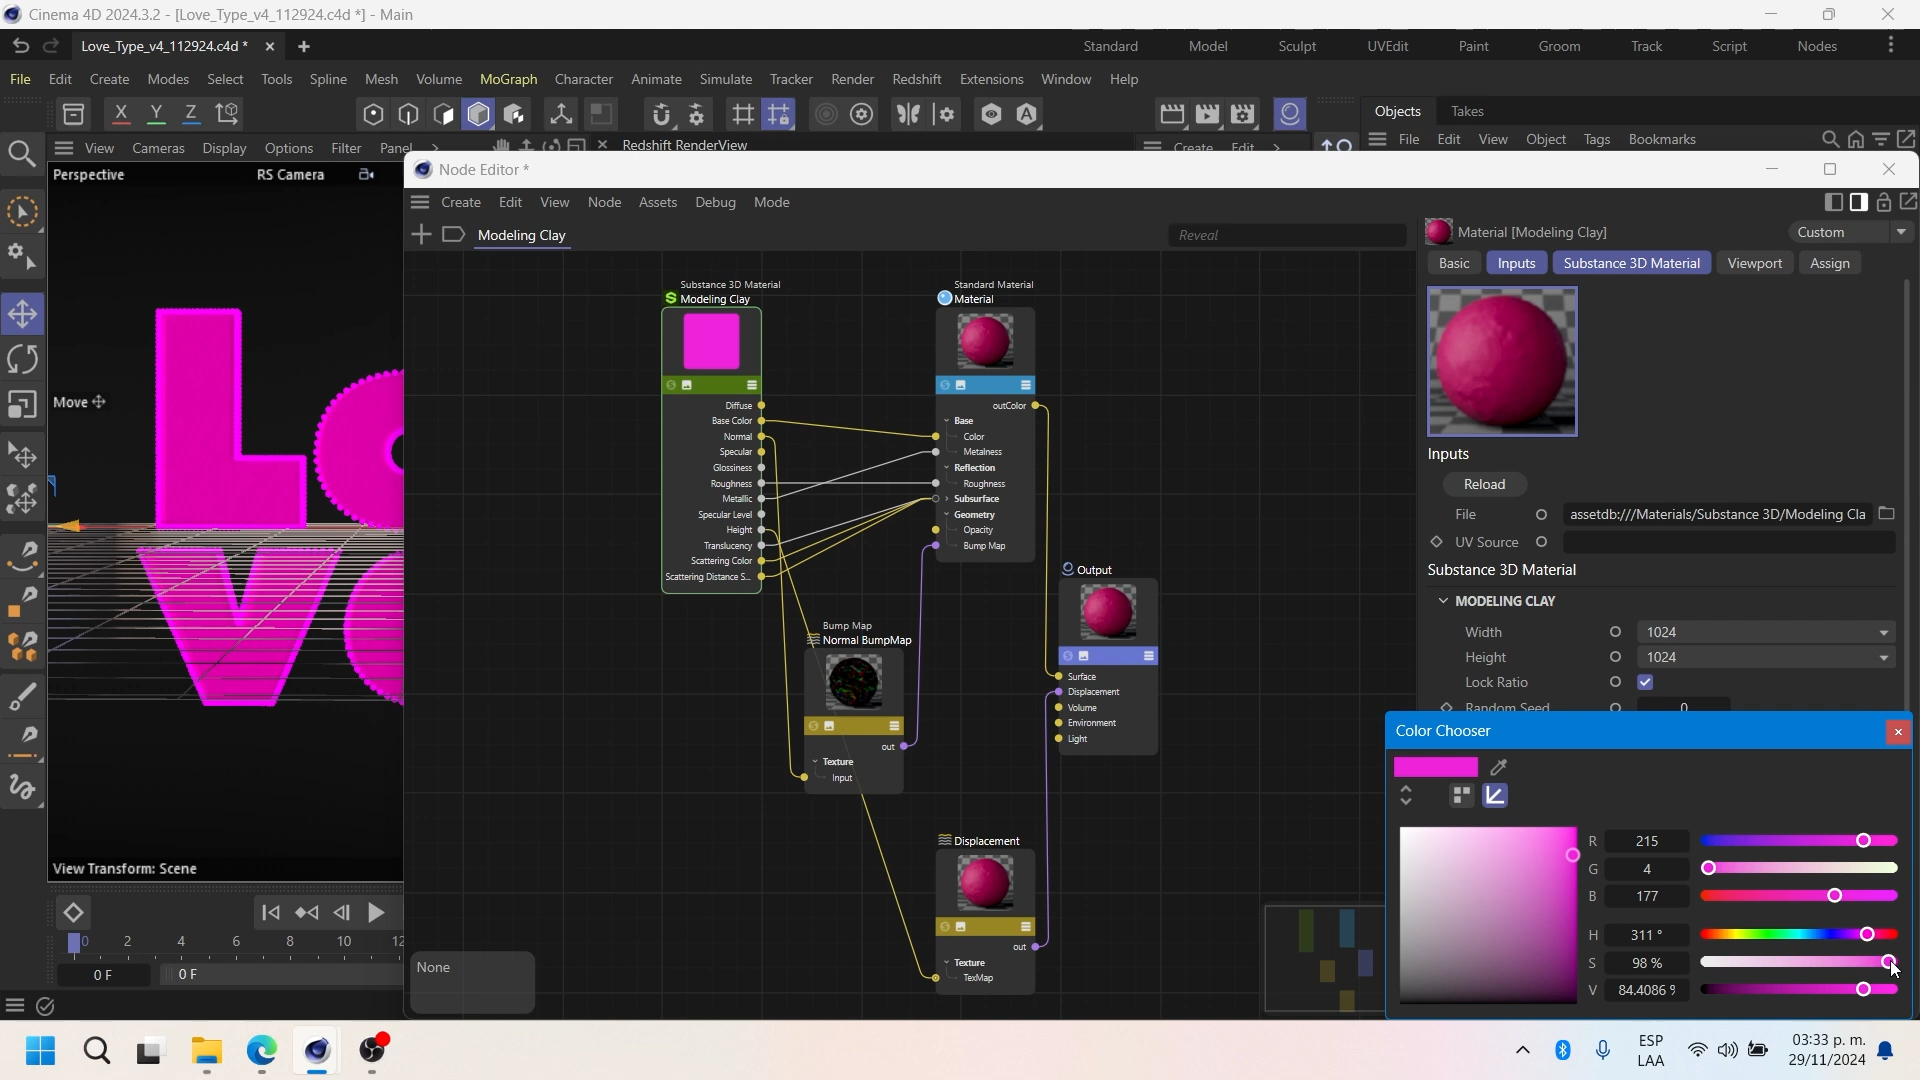 Cinema 4D 2024.3.2 - [Love_Type_v4_112924.c4d *] - Main
Love_Type_v4_112924.c4d *
Standard Model Sculpt UVEdit Paint Groom Track Script Nodes
File Edit Create Modes Select Tools Spline Mesh Volume MoGraph Character Animate Simulate Tracker Render Redshift Extensions Window Help
X Y Z
Objects Takes
View Cameras Display Options Filter Panel
Redshift RenderView
Create Edit
File Edit View Object Tags Bookmarks
Perspective
RS Camera
Node Editor *
Create Edit View Node Assets Debug Mode
Modeling Clay
Reveal
Material [Modeling Clay]
Custom
Basic Inputs Substance 3D Material Viewport Assign
LO
VO
Move
View Transform: Scene
Substance 3D Material
Modeling Clay
Diffuse
Base Color
Normal
Specular
Glossiness
Roughness
Metallic
Specular Level
Height
Translucency
Scattering Color
Scattering Distance S...
Standard Material
Material
outColor
Base
Color
Metalness
Reflection
Roughness
Subsurface
Geometry
Opacity
Bump Map
Bump Map
Normal BumpMap
out
Texture
Input
Output
Surface
Displacement
Volume
Environment
Light
Displacement
out
Texture
TexMap
None
Inputs
Reload
File assetdb:///Materials/Substance 3D/Modeling Cla
UV Source
Substance 3D Material
MODELING CLAY
Width 1024
Height 1024
Lock Ratio
Random Seed 0
Color Chooser
R 215
G 4
B 177
H 311 °
S 98 %
V 84.4086 %
0 2 4 6 8 10 12
0 F
0 F
ESP
LAA
03:33 p. m.
29/11/2024